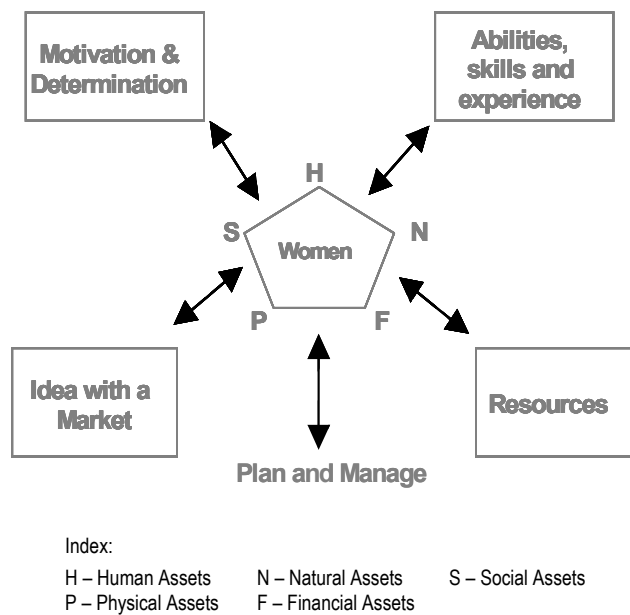 Motivation &
Determination
Abilities,
skills and
experience
H
S
Women
N
P
F
Idea with a
Market
Resources
Plan and Manage
Index:
H – Human Assets N – Natural Assets S – Social Assets
P – Physical Assets F – Financial Assets